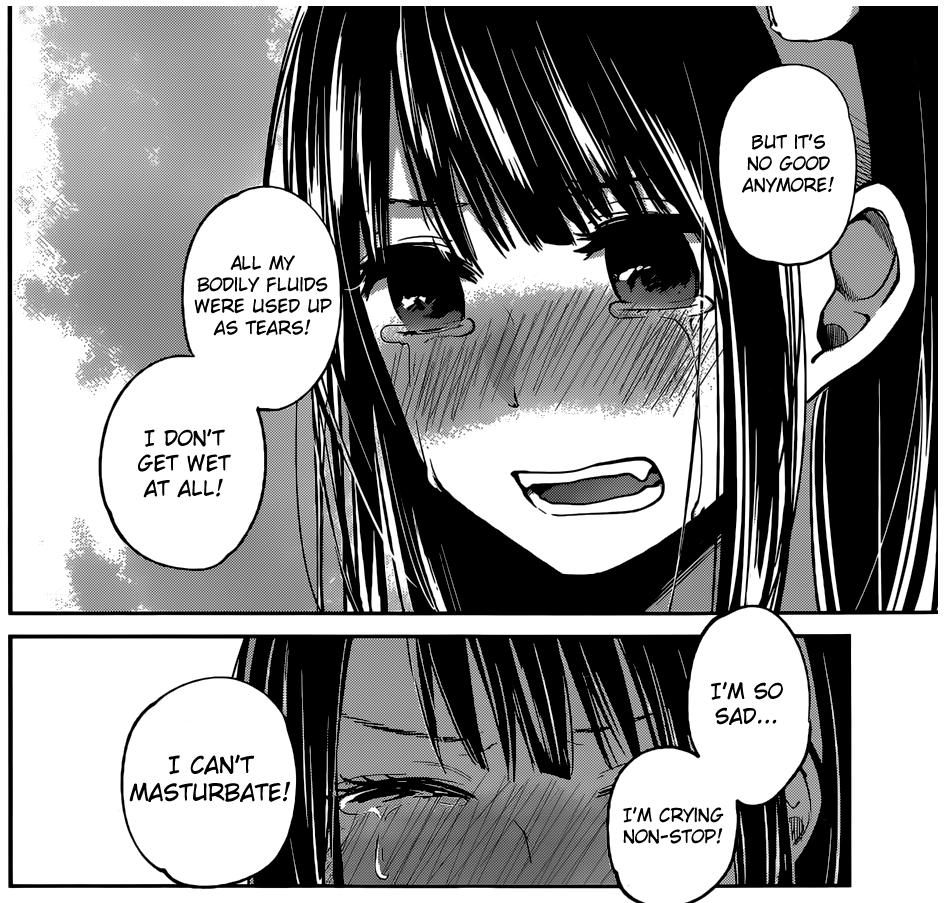 BUT IT'S
NO GOOD
ANYMORE!
ALL MY
BODILY FLUIDS
WERE USED UP
AS TEARS!
I DON'T
GET WET
AT ALL!
I'M SO
SAD...
I'M CRYING
NON-STOP!
I CAN'T
MASTURBATE!